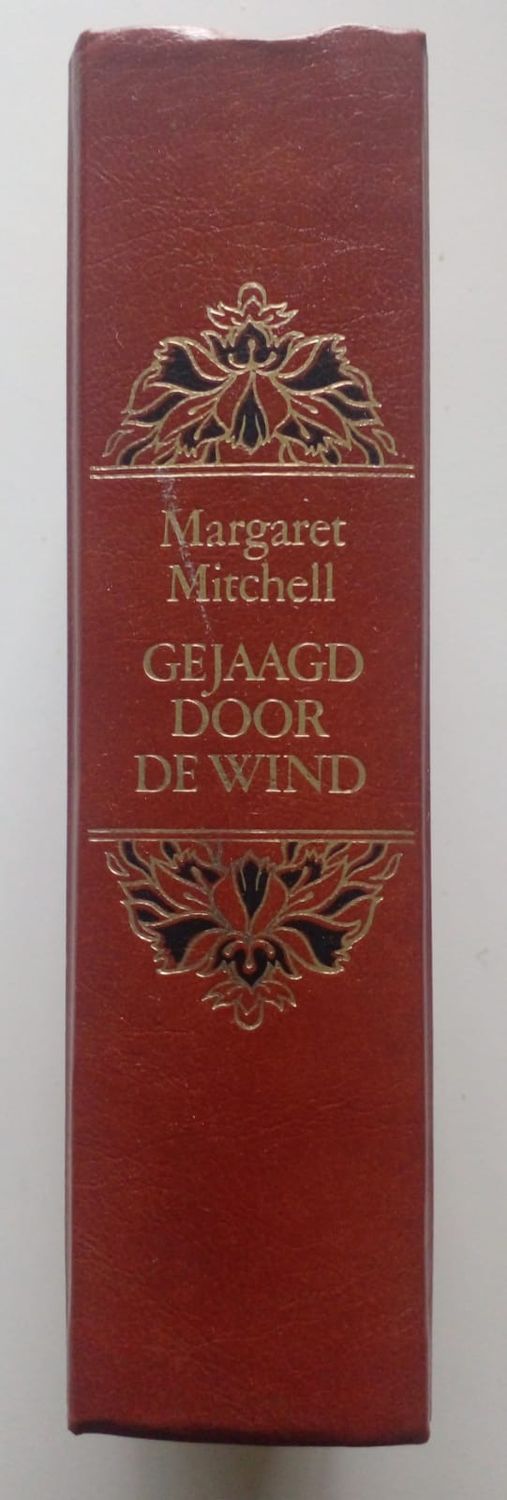 Margaret
Mitchell
GEJAAGD
DOOR
DE WIND